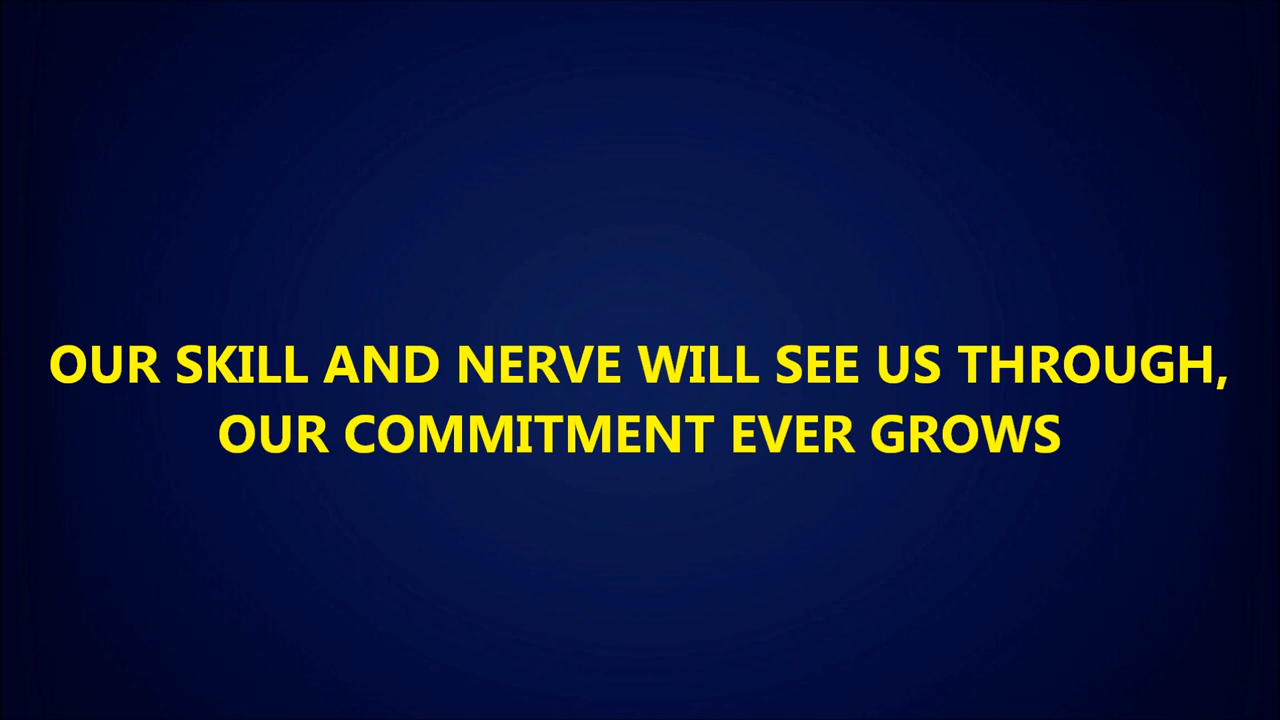 OUR SKILL AND NERVE WILL SEE US THROUGH,
OUR COMMITMENT EVER GROWS